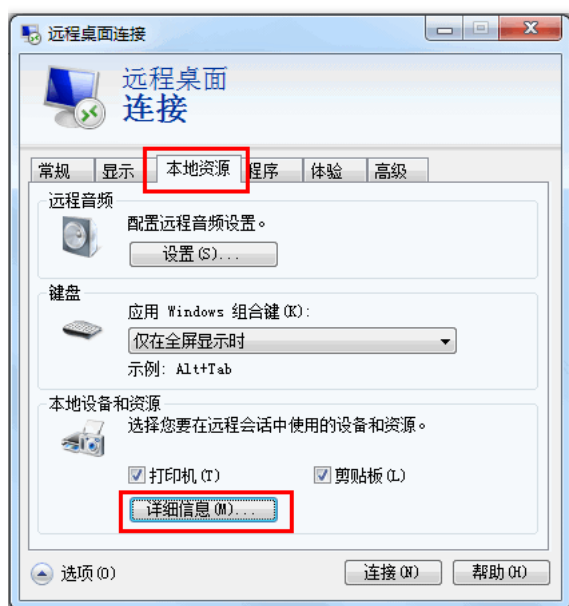 远程桌面连接
远程桌面
连接
常规 显示 本地资源 程序 体验 高级
远程音频
配置远程音频设置。
设置(S)...
键盘
应用 Windows 组合键(K):
仅在全屏显示时
示例: Alt+Tab
本地设备和资源
选择您要在远程会话中使用的设备和资源。
打印机(T) 剪贴板(L)
详细信息(M)...
选项(O) 连接(N) 帮助(H)